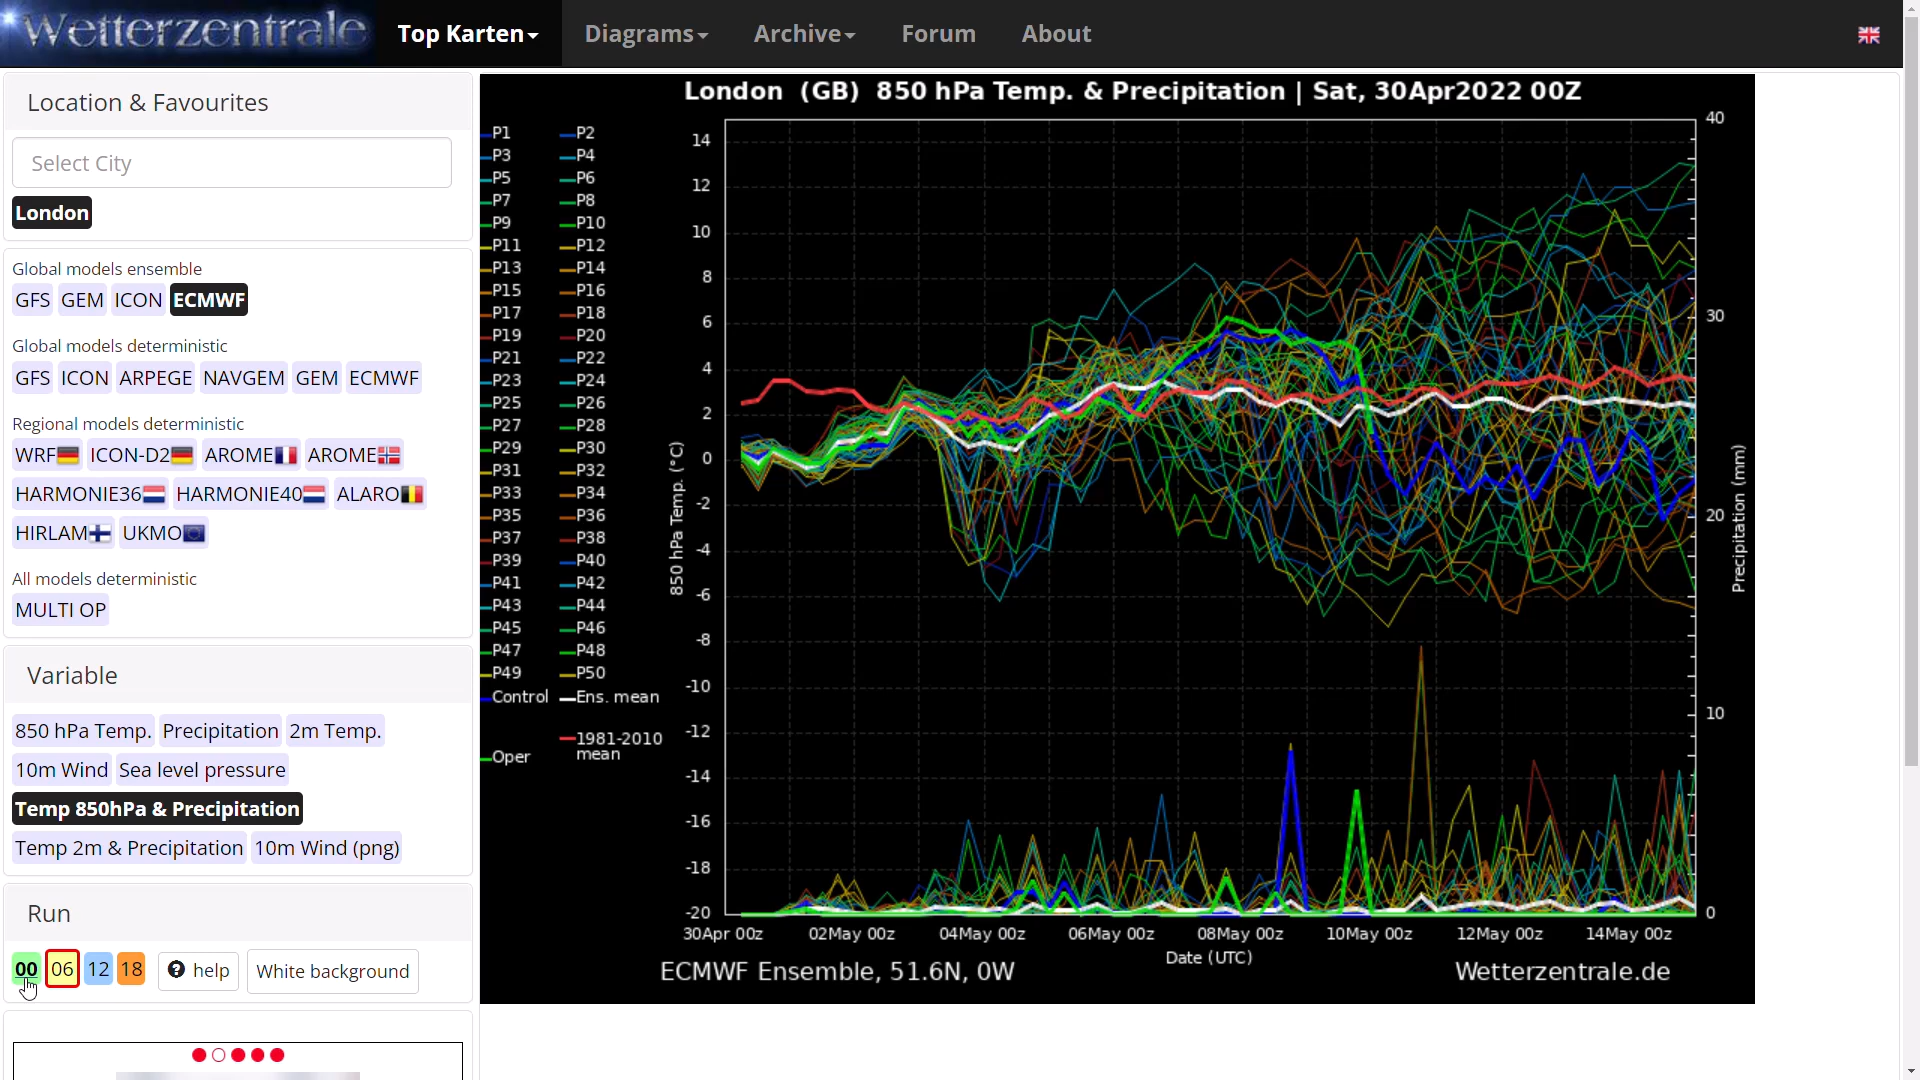 Wetterzentrale
Top Karten
Diagrams
Archive
Forum
About
Location & Favourites
Select City
London
Global models ensemble
GFS GEM ICON ECMWF
Global models deterministic
GFS ICON ARPEGE NAVGEM GEM ECMWF
Regional models deterministic
WRF ICON-D2 AROME AROME
HARMONIE36 HARMONIE40 ALARO
HIRLAM UKMO
All models deterministic
MULTI OP
Variable
850 hPa Temp. Precipitation 2m Temp.
10m Wind Sea level pressure
Temp 850hPa & Precipitation
Temp 2m & Precipitation 10m Wind (png)
Run
00 06 12 18 help White background
London (GB) 850 hPa Temp. & Precipitation | Sat, 30Apr2022 00Z
P1 P2
P3 P4
P5 P6
P7 P8
P9 P10
P11 P12
P13 P14
P15 P16
P17 P18
P19 P20
P21 P22
P23 P24
P25 P26
P27 P28
P29 P30
P31 P32
P33 P34
P35 P36
P37 P38
P39 P40
P41 P42
P43 P44
P45 P46
P47 P48
P49 P50
Control Ens. mean
Oper 1981-2010
mean
850 hPa Temp. (°C)
14
12
10
8
6
4
2
0
-2
-4
-6
-8
-10
-12
-14
-16
-18
-20
40
30
20
10
0
Precipitation (mm)
30Apr 00z 02May 00z 04May 00z 06May 00z 08May 00z 10May 00z 12May 00z 14May 00z
Date (UTC)
ECMWF Ensemble, 51.6N, 0W
Wetterzentrale.de